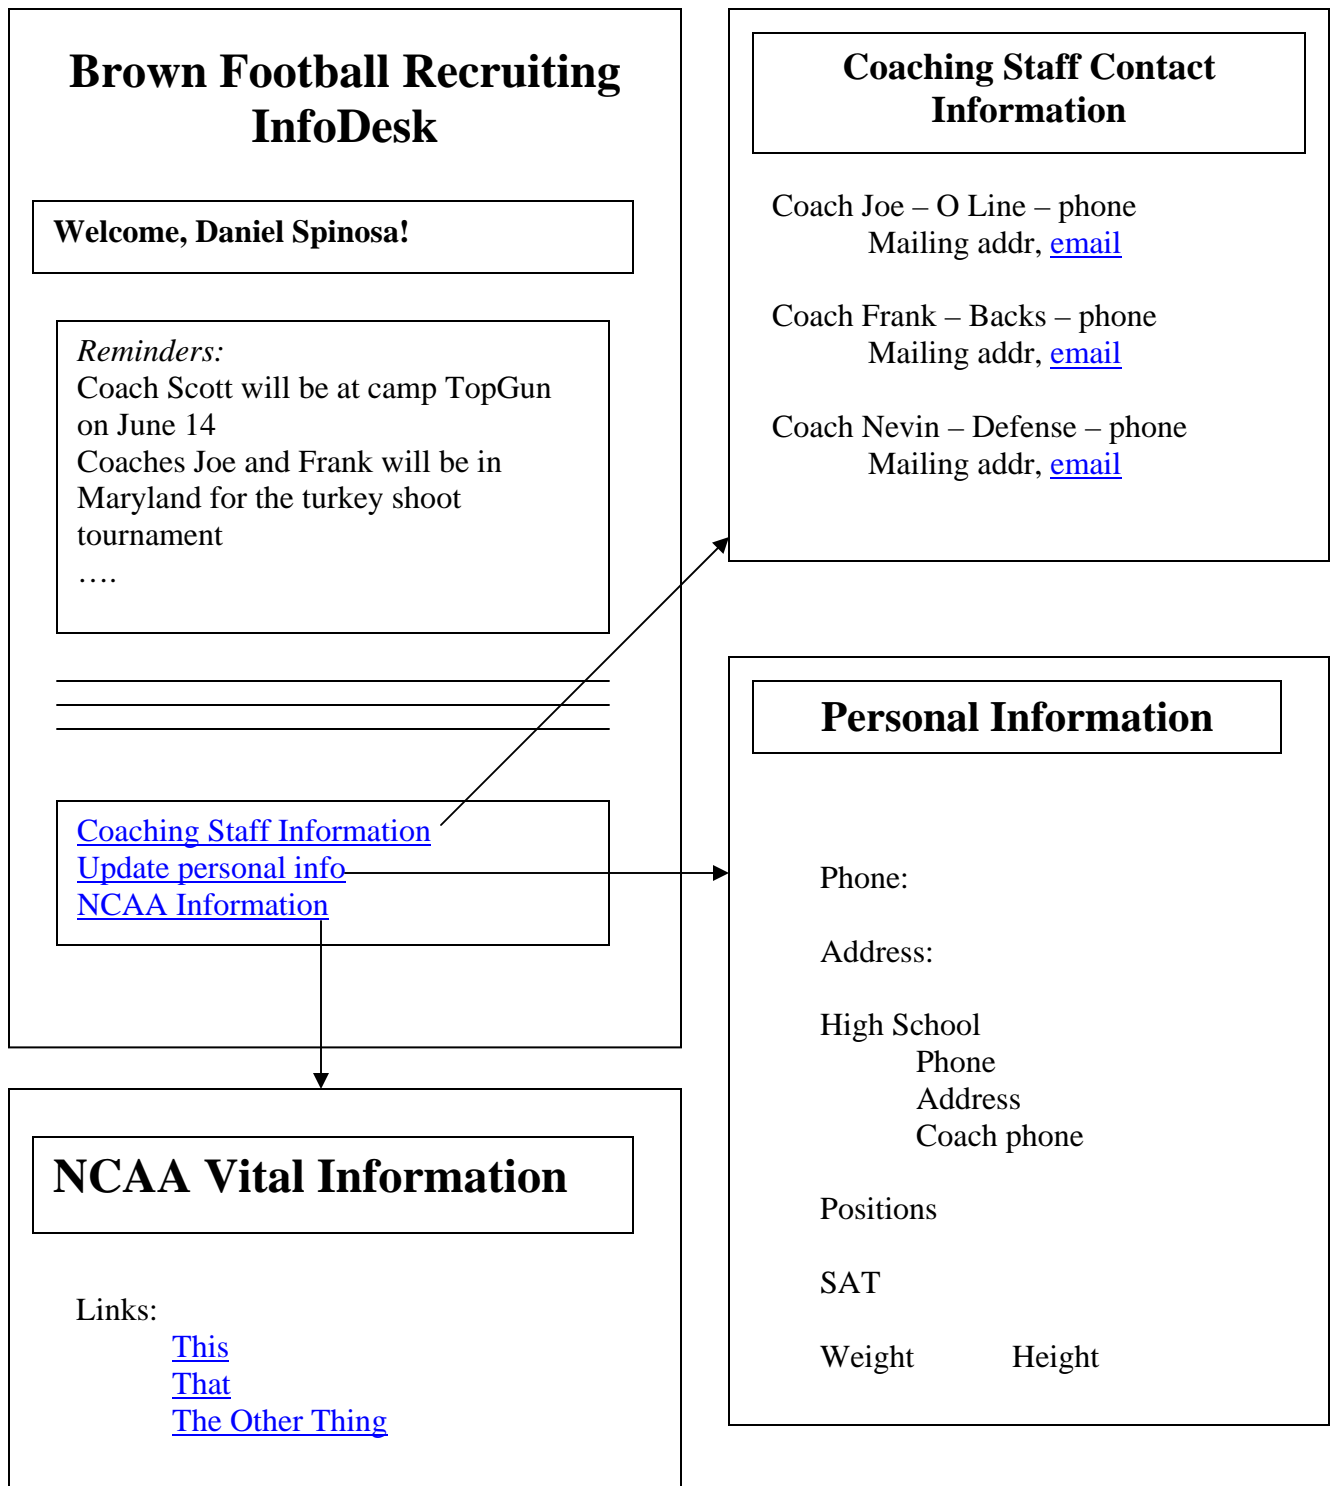 Brown Football Recruiting
InfoDesk
Welcome, Daniel Spinosa!
Reminders:
Coach Scott will be at camp TopGun
on June 14
Coaches Joe and Frank will be in
Maryland for the turkey shoot
tournament
….
Coaching Staff Information
Update personal info
NCAA Information
Coaching Staff Contact
Information
Coach Joe – O Line – phone
Mailing addr, email
Coach Frank – Backs – phone
Mailing addr, email
Coach Nevin – Defense – phone
Mailing addr, email
Personal Information
Phone:
Address:
High School
Phone
Address
Coach phone
Positions
SAT
Weight Height
NCAA Vital Information
Links:
This
That
The Other Thing